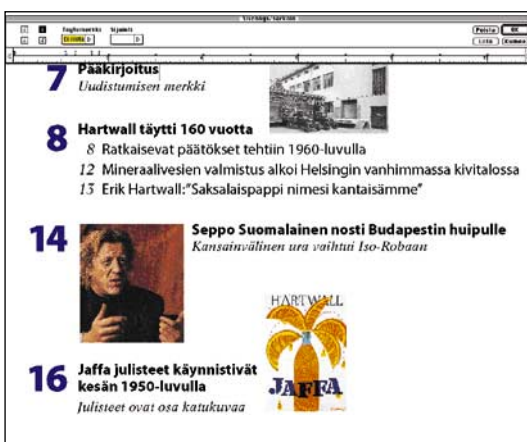 Poista
OK
7 Pääkirjoitus
Uudistumisen merkki
8 Hartwall täytti 160 vuotta
8 Ratkaisevat päätökset tehtiin 1960-luvulla
12 Mineraalivesien valmistus alkoi Helsingin vanhimmassa kivitalossa
13 Erik Hartwall:"Saksalaispappi nimesi kantaisämme"
14 Seppo Suomalainen nosti Budapestin huipulle
Kansainvälinen ura vaihtui Iso-Robaan
HARTWALL
JAFFA
16 Jaffa julisteet käynnistivät
kesän 1950-luvulla
Julisteet ovat osa katukuvaa